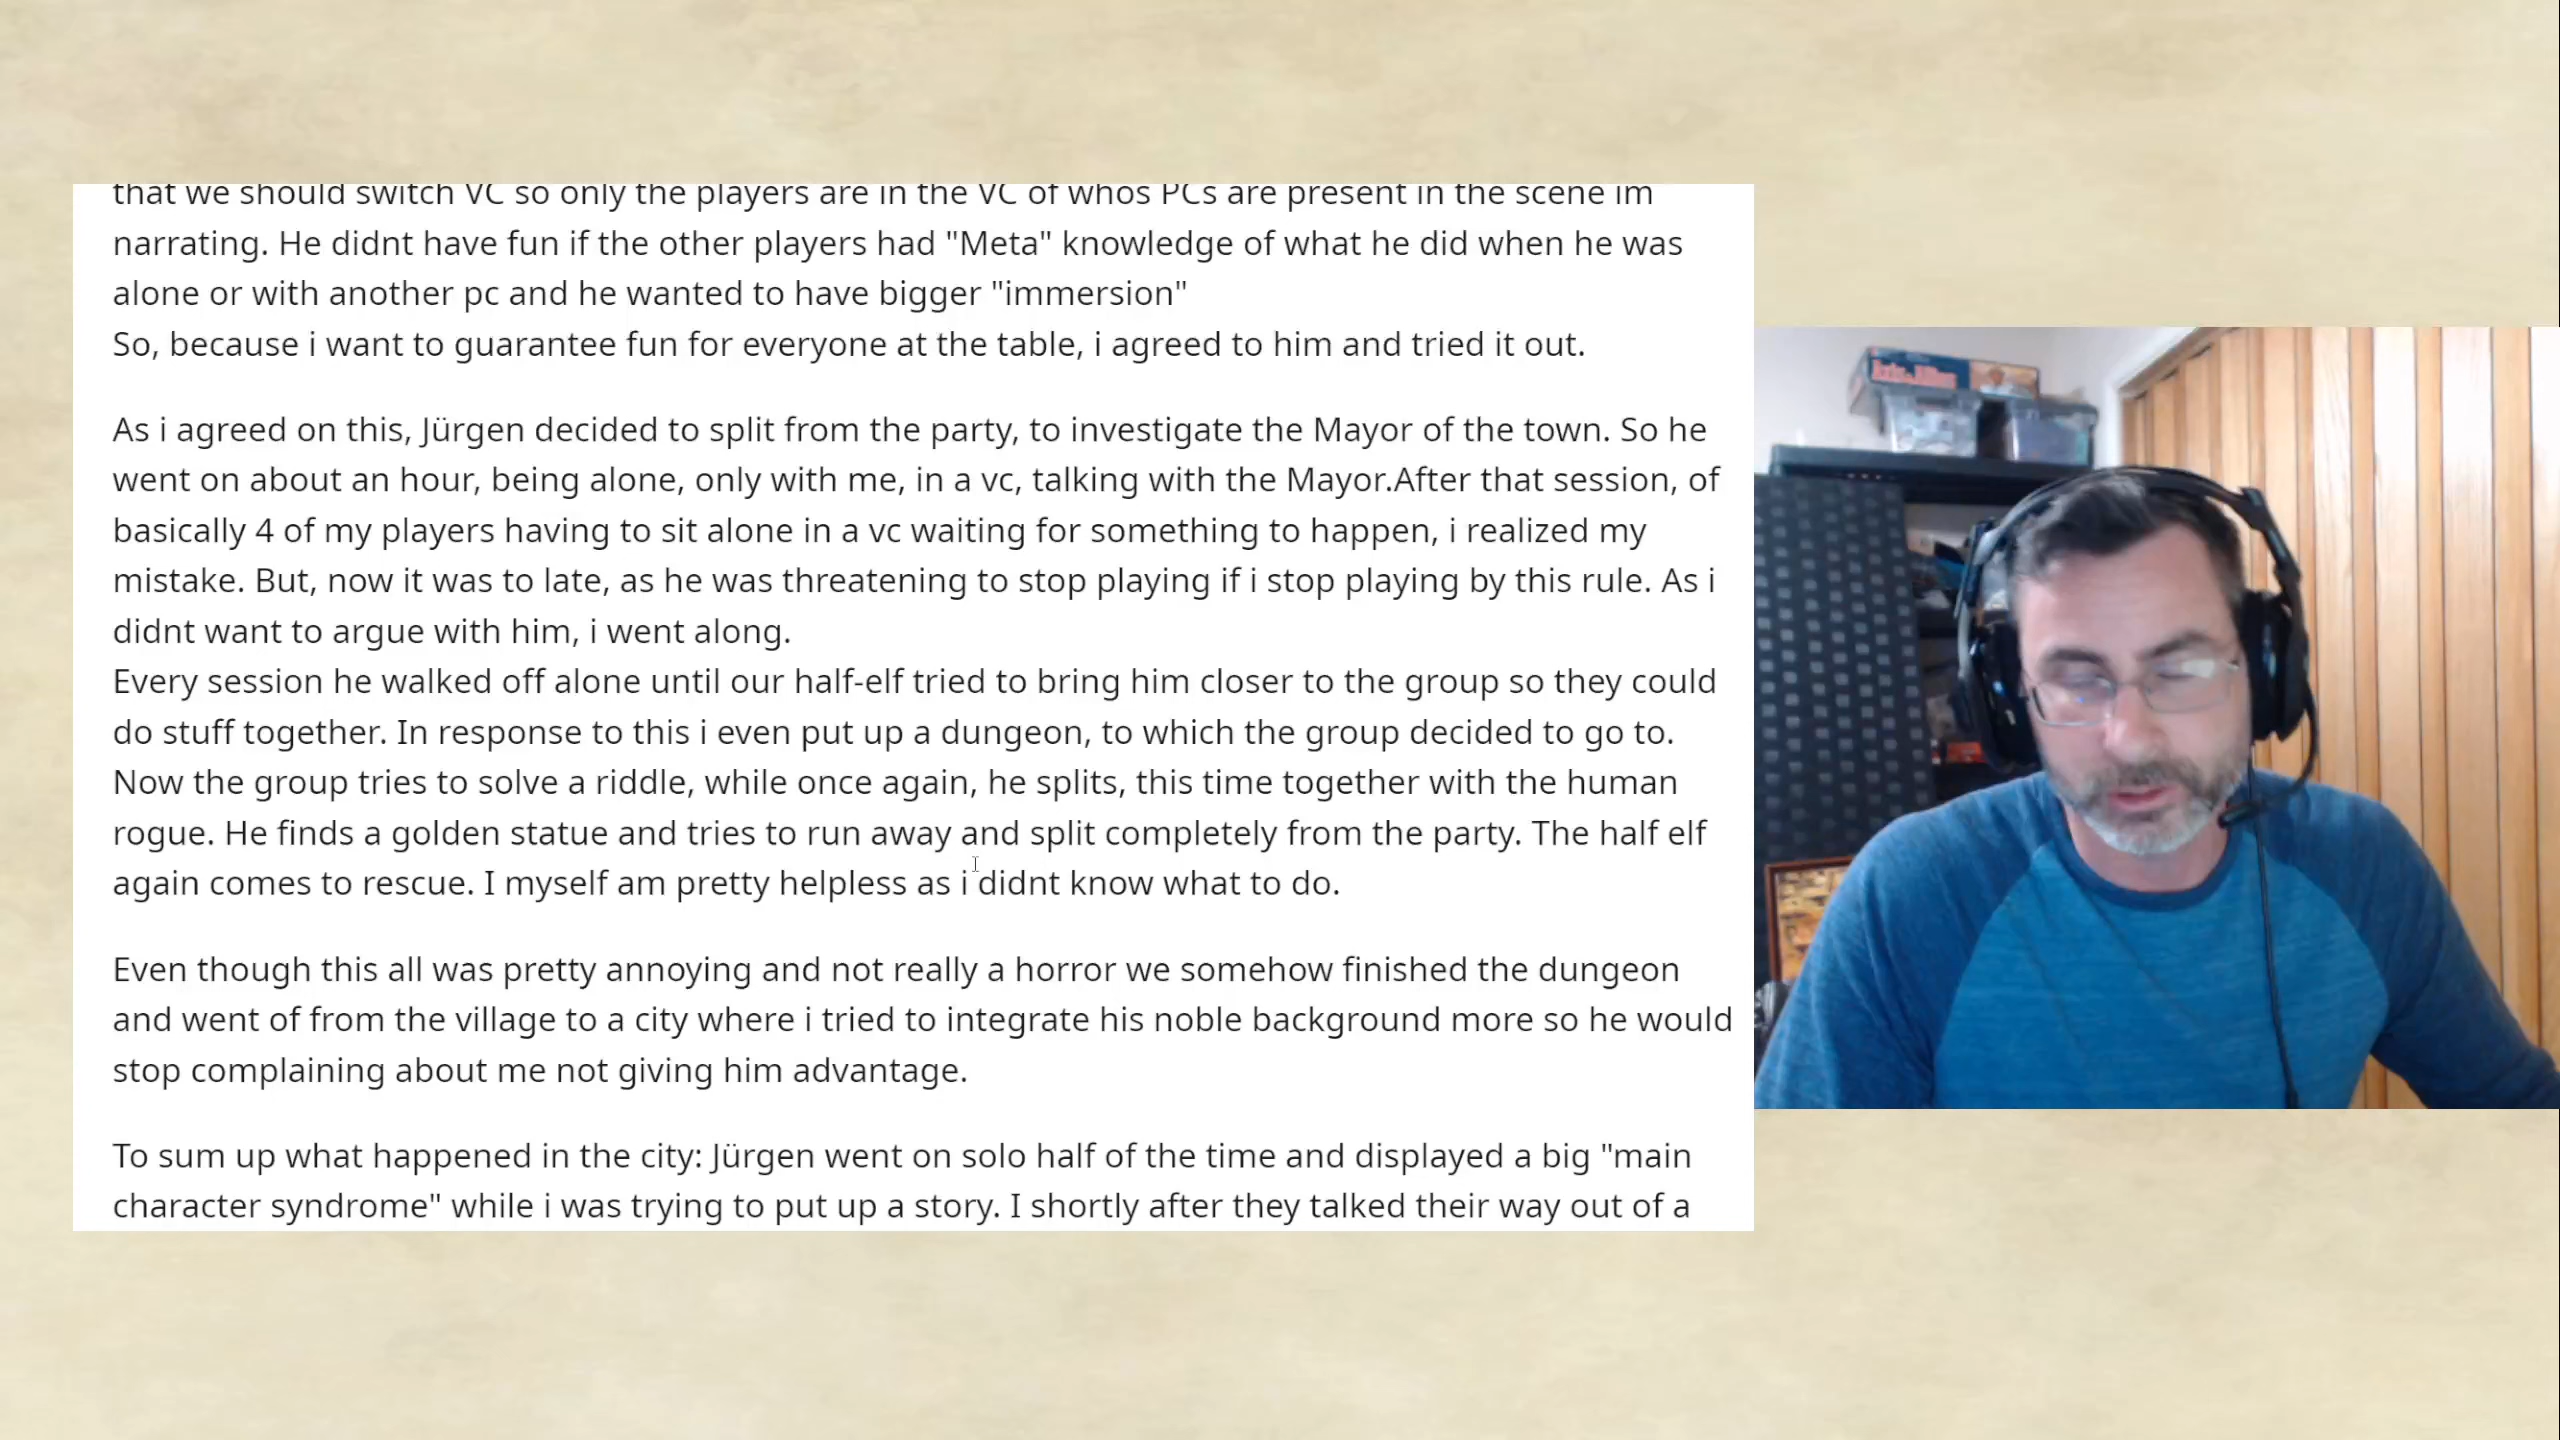 that we should switch VC so only the players are in the VC of whos PCs are present in the scene im
narrating. He didnt have fun if the other players had "Meta" knowledge of what he did when he was
alone or with another pc and he wanted to have bigger "immersion"
So, because i want to guarantee fun for everyone at the table, i agreed to him and tried it out.
As i agreed on this, Jürgen decided to split from the party, to investigate the Mayor of the town. So he
went on about an hour, being alone, only with me, in a vc, talking with the Mayor.After that session, of
basically 4 of my players having to sit alone in a vc waiting for something to happen, i realized my
mistake. But, now it was to late, as he was threatening to stop playing if i stop playing by this rule. As i
didnt want to argue with him, i went along.
Every session he walked off alone until our half-elf tried to bring him closer to the group so they could
do stuff together. In response to this i even put up a dungeon, to which the group decided to go to.
Now the group tries to solve a riddle, while once again, he splits, this time together with the human
rogue. He finds a golden statue and tries to run away and split completely from the party. The half elf
again comes to rescue. I myself am pretty helpless as i didnt know what to do.
Even though this all was pretty annoying and not really a horror we somehow finished the dungeon
and went of from the village to a city where i tried to integrate his noble background more so he would
stop complaining about me not giving him advantage.
To sum up what happened in the city: Jürgen went on solo half of the time and displayed a big "main
character syndrome" while i was trying to put up a story. I shortly after they talked their way out of a
Axis & Allies